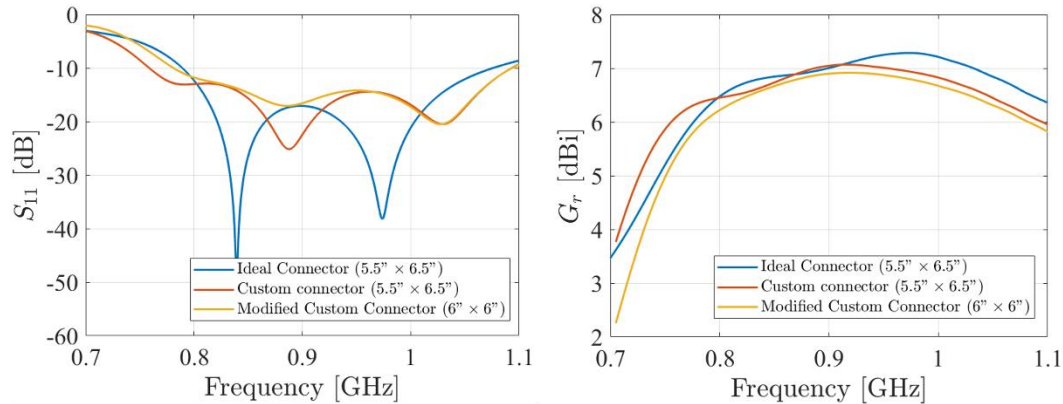 0
-10
-20
-30
-40
-50
-60
S11 [dB]
Ideal Connector (5.5” × 6.5”)
Custom connector (5.5” × 6.5”)
Modified Custom Connector (6” × 6”)
0.7 0.8 0.9 1 1.1
Frequency [GHz]
8
7
6
5
4
3
2
Gr [dBi]
Ideal Connector (5.5” × 6.5”)
Custom connector (5.5” × 6.5”)
Modified Custom Connector (6” × 6”)
0.7 0.8 0.9 1 1.1
Frequency [GHz]